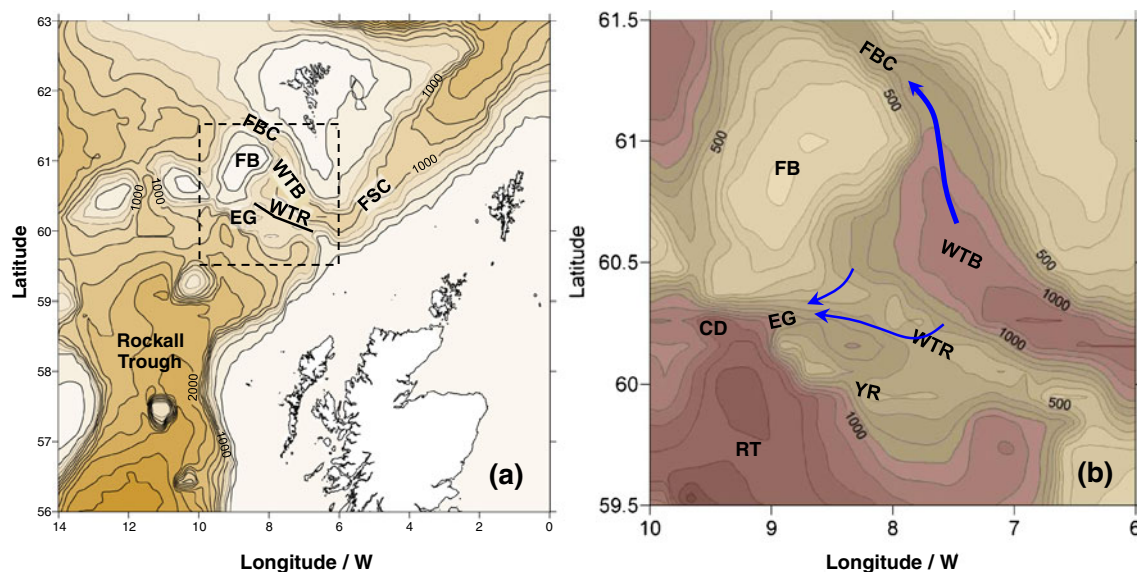 63
62
61
60
59
58
57
56
14
12
10
8
6
4
2
0
Latitude
Longitude / W
FBC
FB
WTB
WTR
EG
FSC
Rockall
Trough
1000
1000
1000
1000
2000
1000
(a)
61.5
61
60.5
60
59.5
10
9
8
7
6
Latitude
Longitude / W
FBC
500
500
FB
WTB
500
1000
1000
CD
EG
WTR
YR
500
1000
RT
(b)